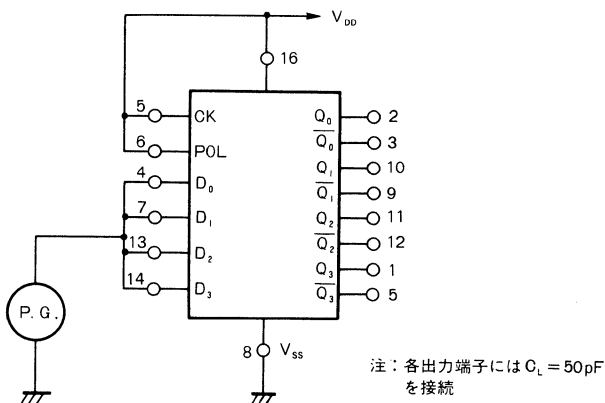 V_DD
16
5 CK Q₀ 2
6 POL Q̅₀ 3
4 D₀ Q₁ 10
7 D₁ Q̅₁ 9
13 D₂ Q₂ 11
Q̅₂ 12
14 D₃ Q₃ 1
Q̅₃ 5
P.G.
8 V_SS
注：各出力端子にはC_L＝50pF
を接続